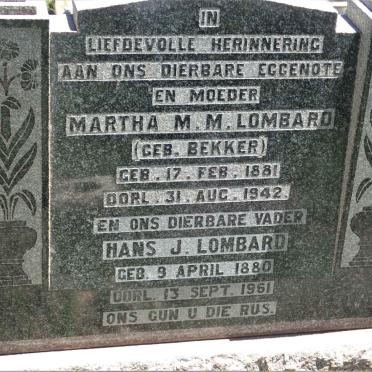 IN
LIEFDEVOLLE HERINNERING
AAN ONS DIERBARE EGGENOTE
EN MOEDER
MARTHA M. M. LOMBARD
(GEB. BEKKER)
GEB. 17. FEB. 1881
OORL. 31. AUG. 1942.
EN ONS DIERBARE VADER
HANS J. LOMBARD
GEB. 9 APRIL 1880
OORL. 13 SEPT. 1961
ONS GUN U DIE RUS.